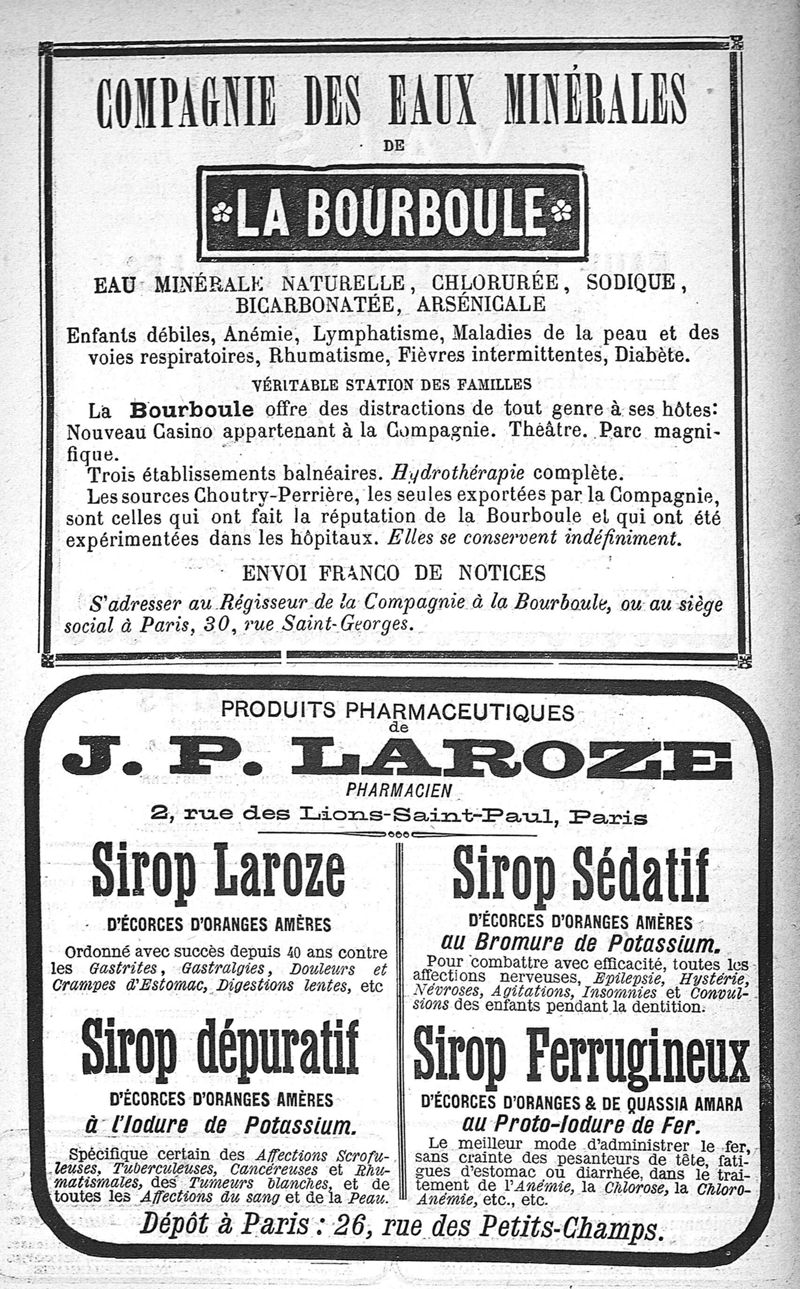 COMPAGNIE DES EAUX MINÉRALES
DE
LA BOURBOULE
EAU MINÉRALE NATURELLE, CHLORURÉE, SODIQUE,
BICARBONATÉE, ARSÉNICALE
Enfants débiles, Anémie, Lymphatisme, Maladies de la peau et des
voies respiratoires, Rhumatisme, Fièvres intermittentes, Diabète.
VÉRITABLE STATION DES FAMILLES
La Bourboule offre des distractions de tout genre à ses hôtes:
Nouveau Casino appartenant à la Compagnie. Théâtre. Parc magni-
fique.
Trois établissements balnéaires. Hydrothérapie complète.
Les sources Choutry-Perrière, les seules exportées par la Compagnie,
sont celles qui ont fait la réputation de la Bourboule et qui ont été
expérimentées dans les hôpitaux. Elles se conservent indéfiniment.
ENVOI FRANCO DE NOTICES
S'adresser au Régisseur de la Compagnie à la Bourboule, ou au siège
social à Paris, 30, rue Saint-Georges.
PRODUITS PHARMACEUTIQUES
de
J. P. LAROZE
PHARMACIEN
2, rue des Lions-Saint-Paul, Paris
Sirop Laroze
D'ÉCORCES D'ORANGES AMÈRES
Ordonné avec succès depuis 40 ans contre
les Gastrites, Gastralgies, Douleurs et
Crampes d'Estomac, Digestions lentes, etc
Sirop dépuratif
D'ÉCORCES D'ORANGES AMÈRES
à l'Iodure de Potassium.
Spécifique certain des Affections Scrofu-
leuses, Tuberculeuses, Cancéreuses et Rhu-
matismales, des Tumeurs blanches, et de
toutes les Affections du sang et de la Peau.
Sirop Sédatif
D'ÉCORCES D'ORANGES AMÈRES
au Bromure de Potassium.
Pour combattre avec efficacité, toutes les
affections nerveuses, Epilepsie, Hystérie,
Névroses, Agitations, Insomnies et Convul-
sions des enfants pendant la dentition.
Sirop Ferrugineux
D'ÉCORCES D'ORANGES & DE QUASSIA AMARA
au Proto-Iodure de Fer.
Le meilleur mode d'administrer le fer,
sans crainte des pesanteurs de tête, fati-
gues d'estomac ou diarrhée, dans le trai-
tement de l'Anémie, la Chlorose, la Chloro-
Anémie, etc., etc.
Dépôt à Paris : 26, rue des Petits-Champs.